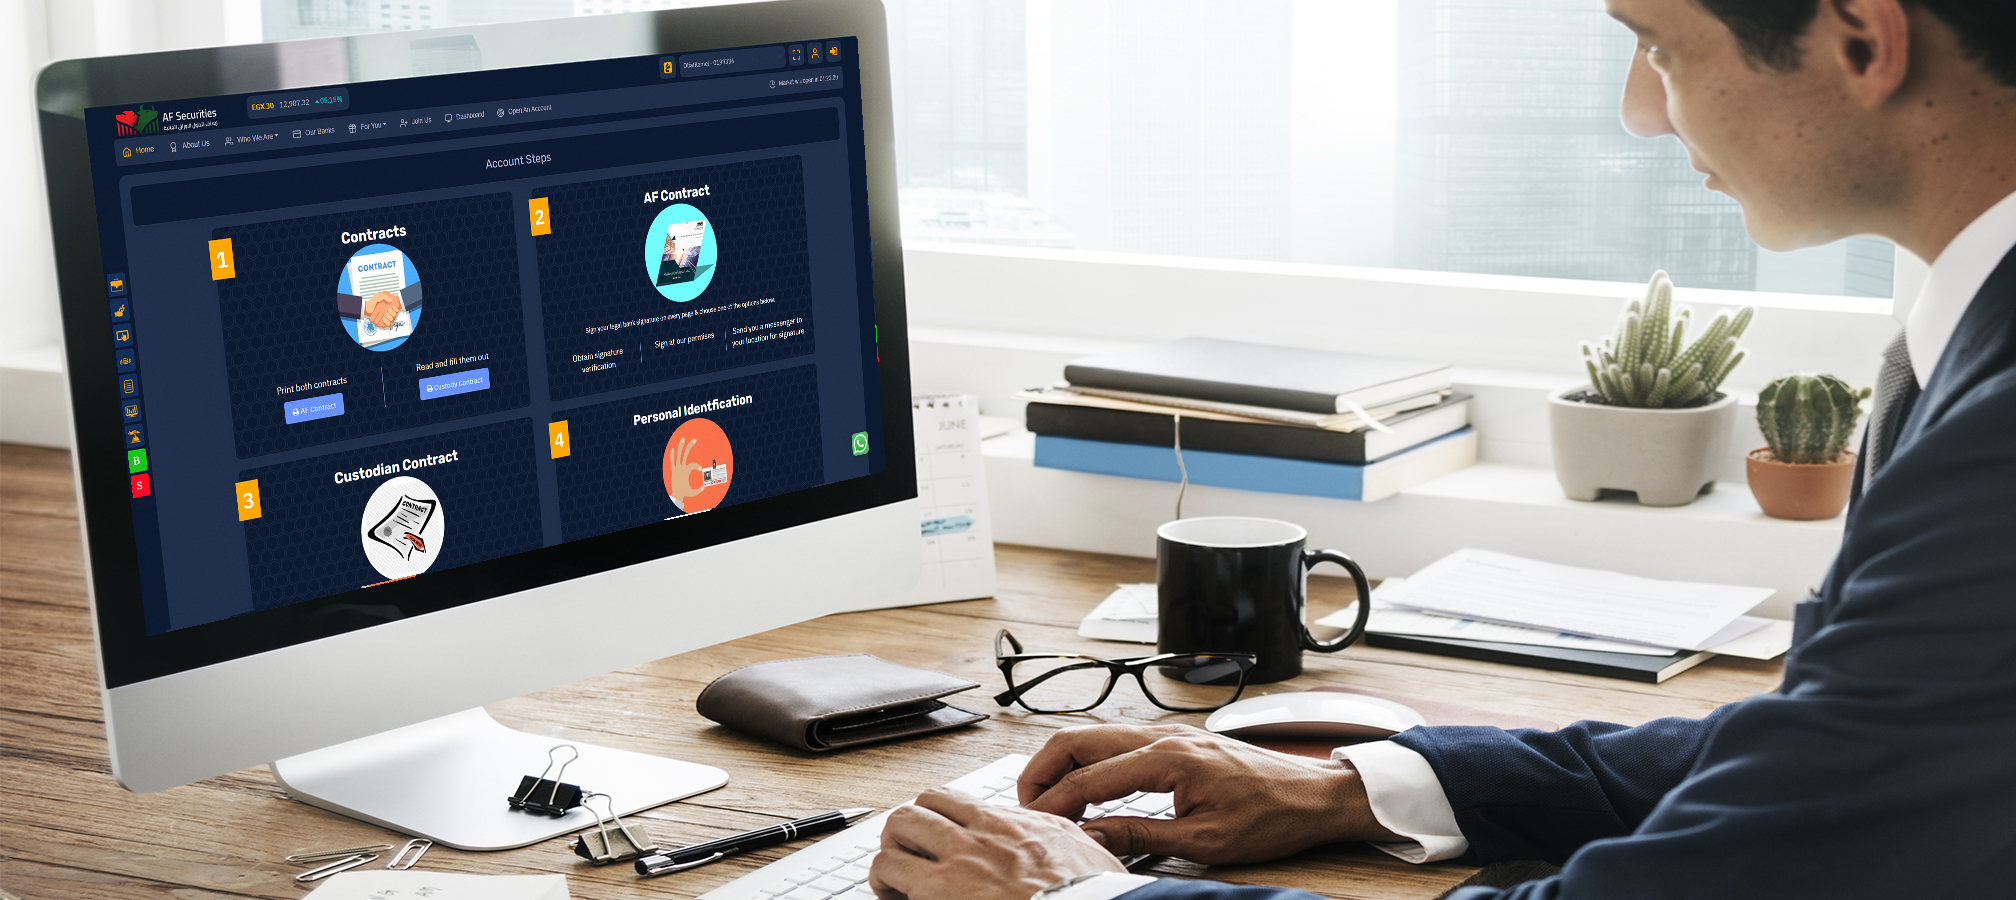 AF Securities
EGX 30 12,987.32 ▲05.15%
Home
About Us
Who We Are
Our Banks
For You
Join Us
Dashboard
Open An Account
Account Steps
1
Contracts
CONTRACT
Print both contracts
AF Contract
Read and fill them out
Custody Contract
2
AF Contract
Sign your legal bank signature on every page & choose one of the options below
Obtain signature
verification
Sign at our permises
Send you a messenger to
your location for signature
3
Custodian Contract
CONTRACT
4
Personal Identfication
B
S
JUNE